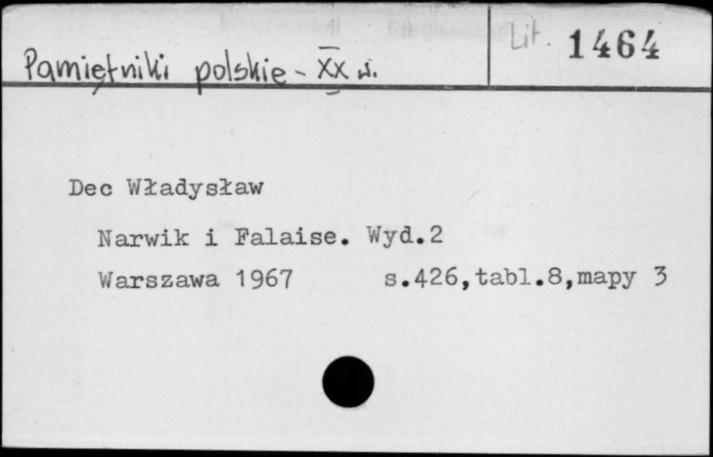 Lit. 1464
Pamiętniki polskie - XX w.
Dec Władysław
Narwik i Falaise. Wyd.2
Warszawa 1967 s.426,tabl.8,mapy 3